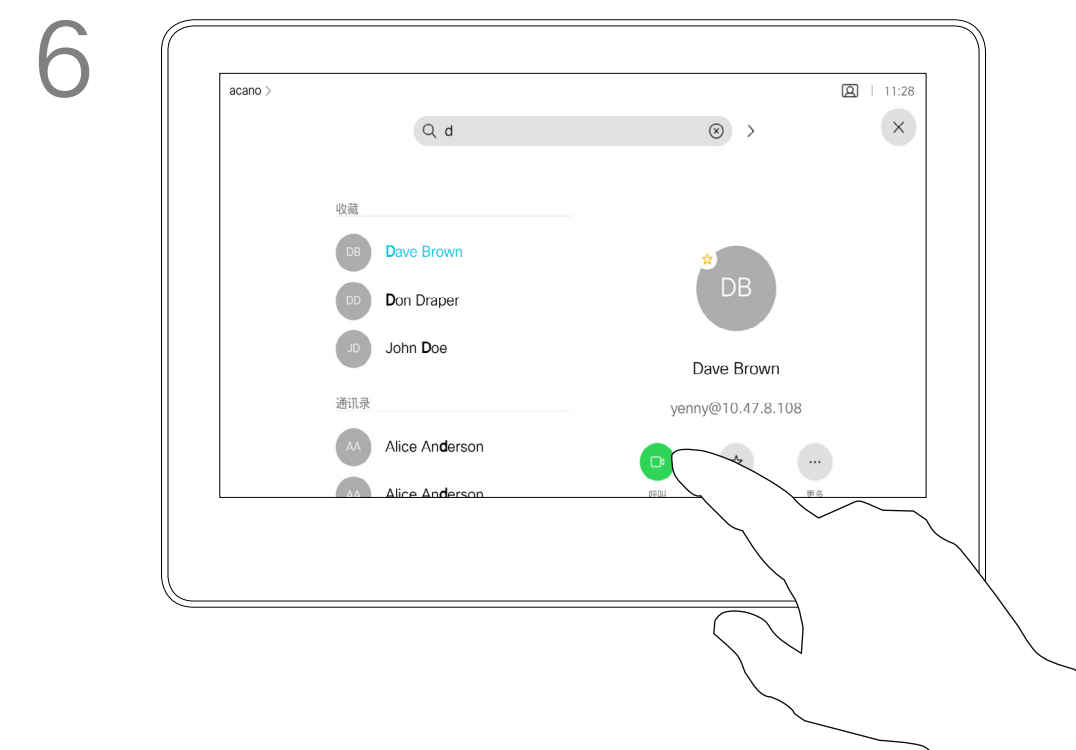 6
acano >
11:28
d
收藏
DB Dave Brown
DD Don Draper
JD John Doe
通讯录
AA Alice Anderson
AA Alice Anderson
DB
Dave Brown
yenny@10.47.8.108
呼叫
更多